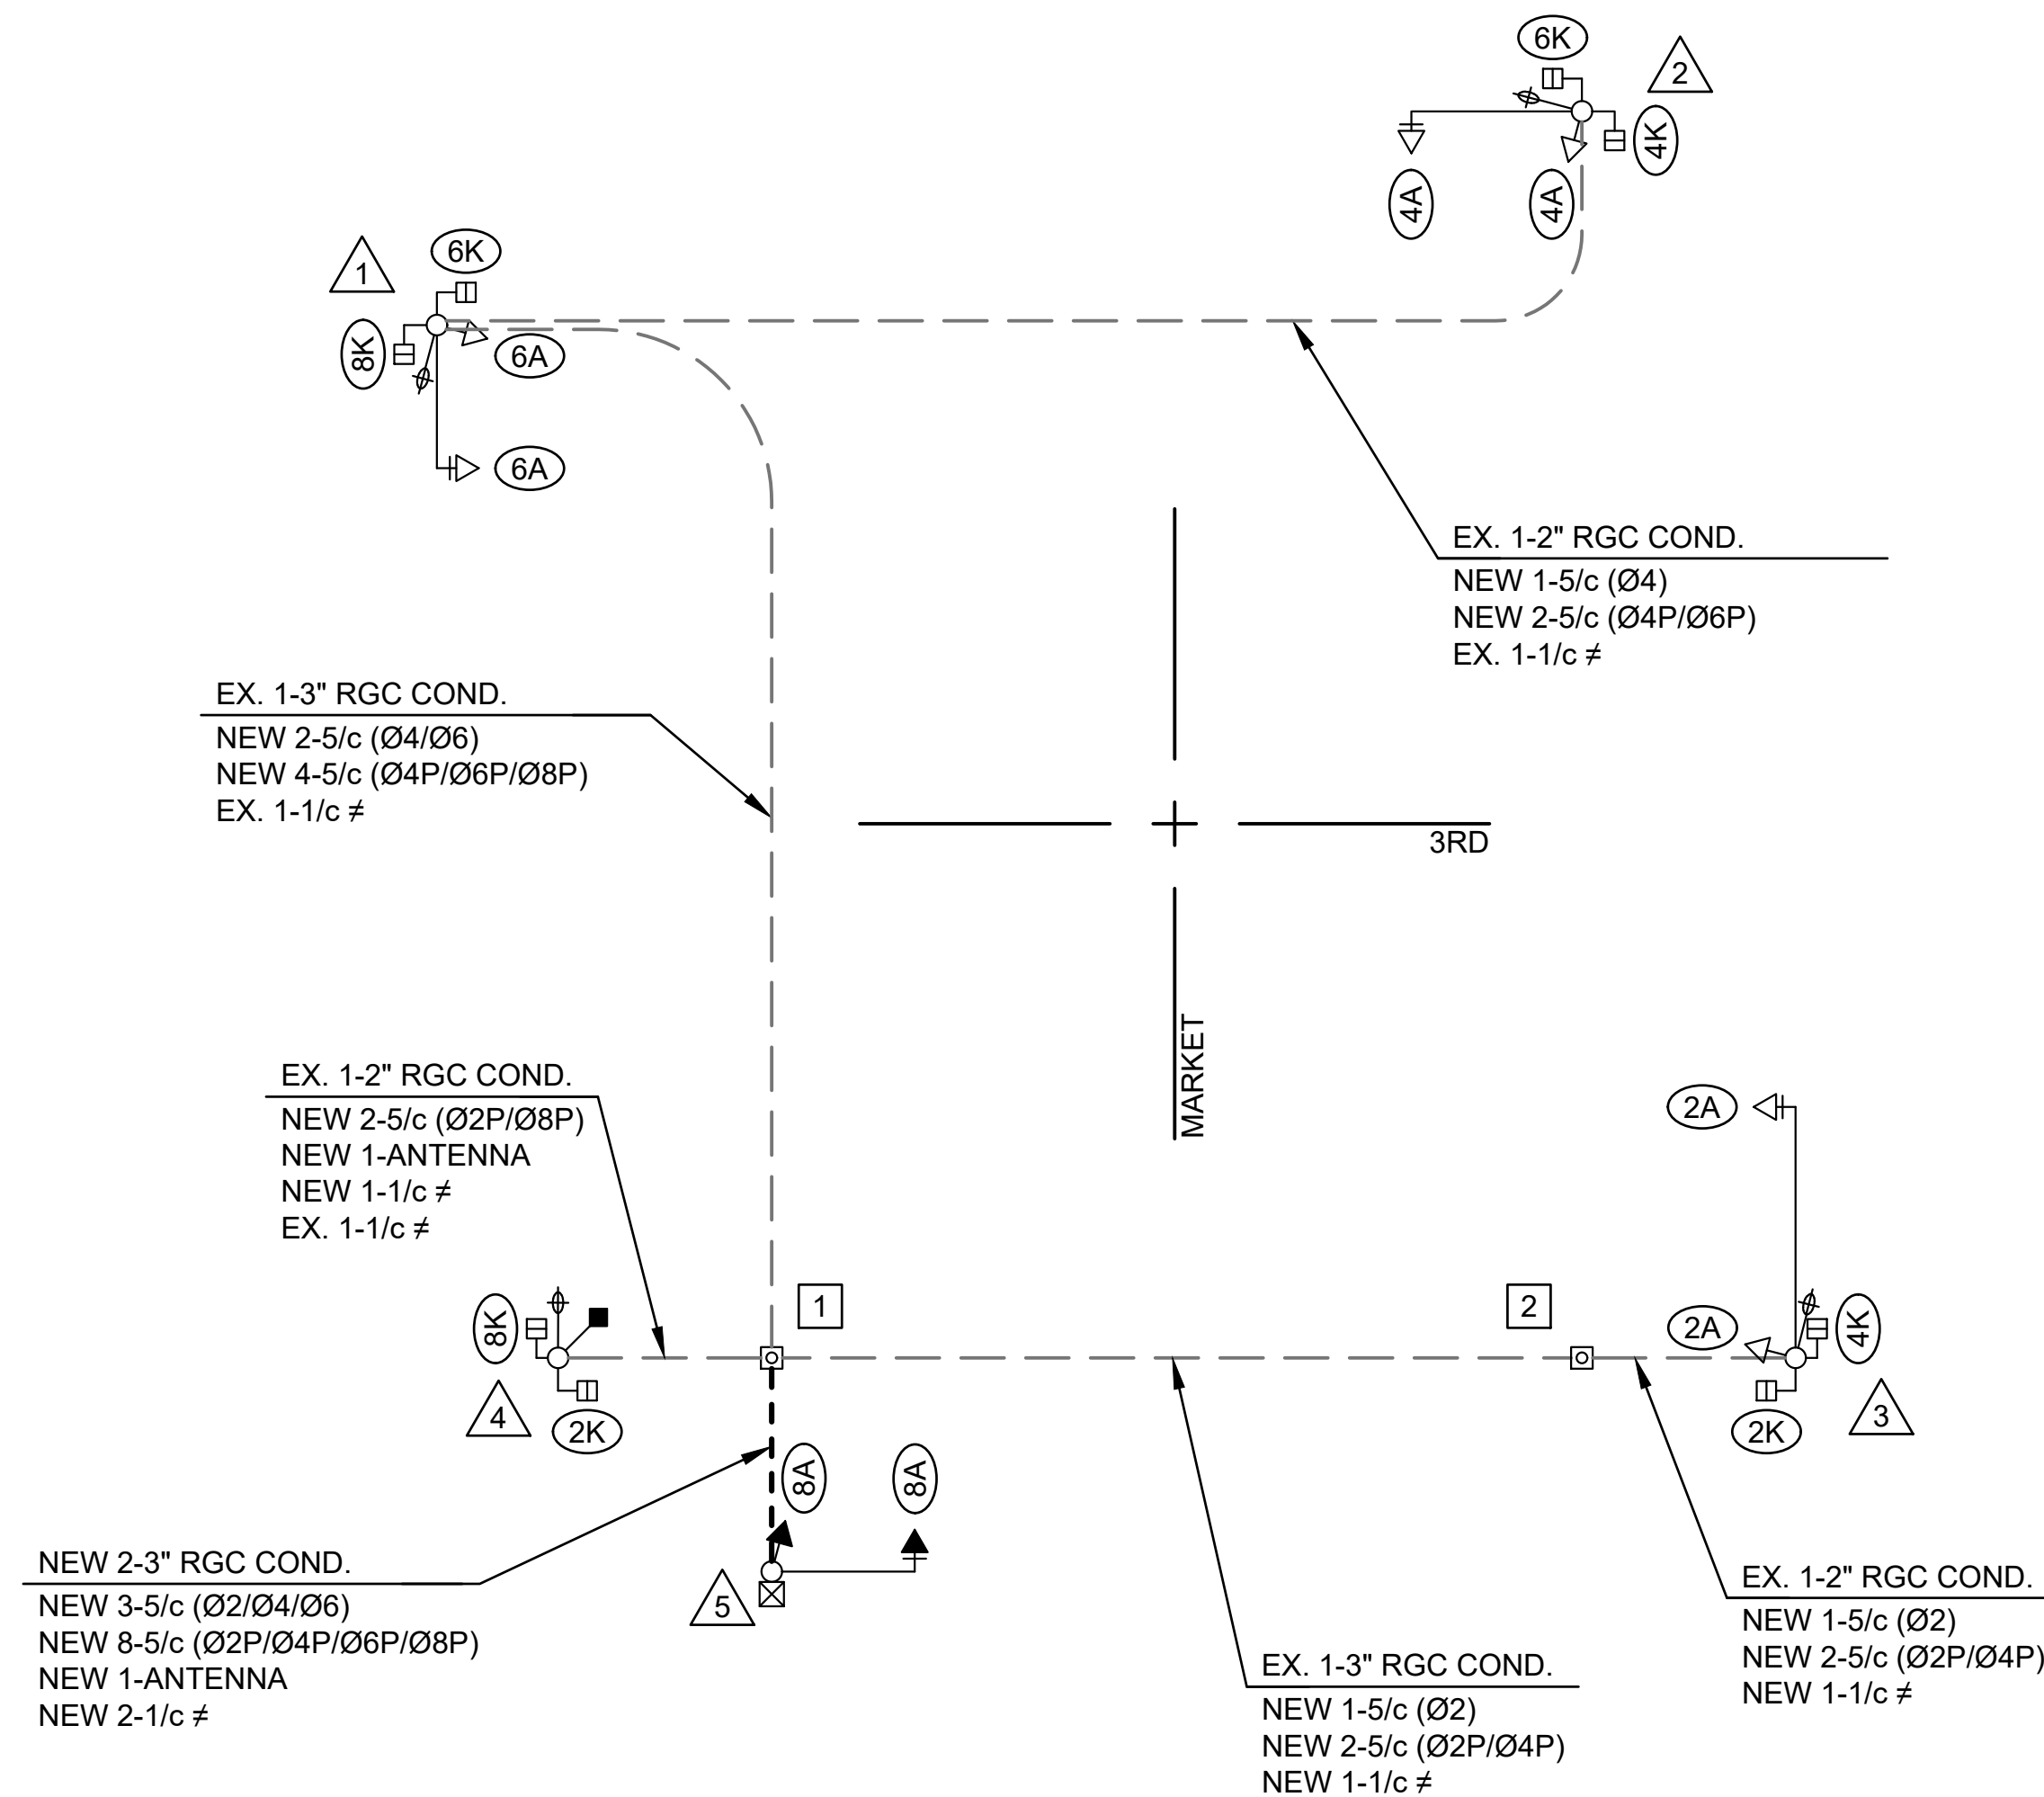 6K
2
4K
4A
4A
6K
1
8K
6A
6A
EX. 1-2" RGC COND.
NEW 1-5/c (Ø4)
NEW 2-5/c (Ø4P/Ø6P)
EX. 1-1/c ≠
EX. 1-3" RGC COND.
NEW 2-5/c (Ø4/Ø6)
NEW 4-5/c (Ø4P/Ø6P/Ø8P)
EX. 1-1/c ≠
3RD
MARKET
EX. 1-2" RGC COND.
NEW 2-5/c (Ø2P/Ø8P)
NEW 1-ANTENNA
NEW 1-1/c ≠
EX. 1-1/c ≠
2A
1
2
8K
2A
4K
4
2K
2K
3
8A
8A
NEW 2-3" RGC COND.
NEW 3-5/c (Ø2/Ø4/Ø6)
NEW 8-5/c (Ø2P/Ø4P/Ø6P/Ø8P)
NEW 1-ANTENNA
NEW 2-1/c ≠
5
EX. 1-3" RGC COND.
NEW 1-5/c (Ø2)
NEW 2-5/c (Ø2P/Ø4P)
NEW 1-1/c ≠
EX. 1-2" RGC COND.
NEW 1-5/c (Ø2)
NEW 2-5/c (Ø2P/Ø4P)
NEW 1-1/c ≠